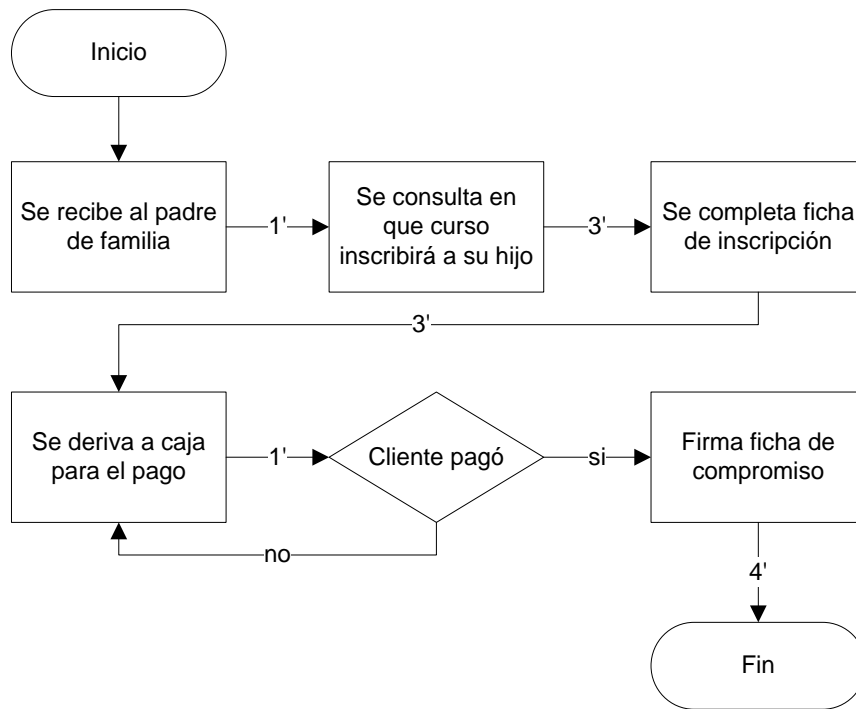 Inicio
Se recibe al padre
de familia
1'
Se consulta en
que curso
inscribirá a su hijo
3'
Se completa ficha
de inscripción
3'
Se deriva a caja
para el pago
1'
Cliente pagó
si
Firma ficha de
compromiso
no
4'
Fin